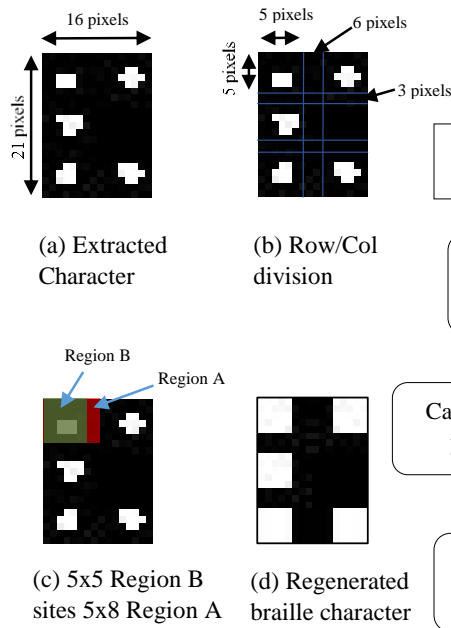 16 pixels
21 pixels
(a) Extracted
Character
5
pixels
6
pixels
5
pixels
3 pixels
(b) Row/Col
division
Region B
Region A
(c) 5x5 Region B
sites 5x8 Region A
(d) Regenerated
braille character
Ca